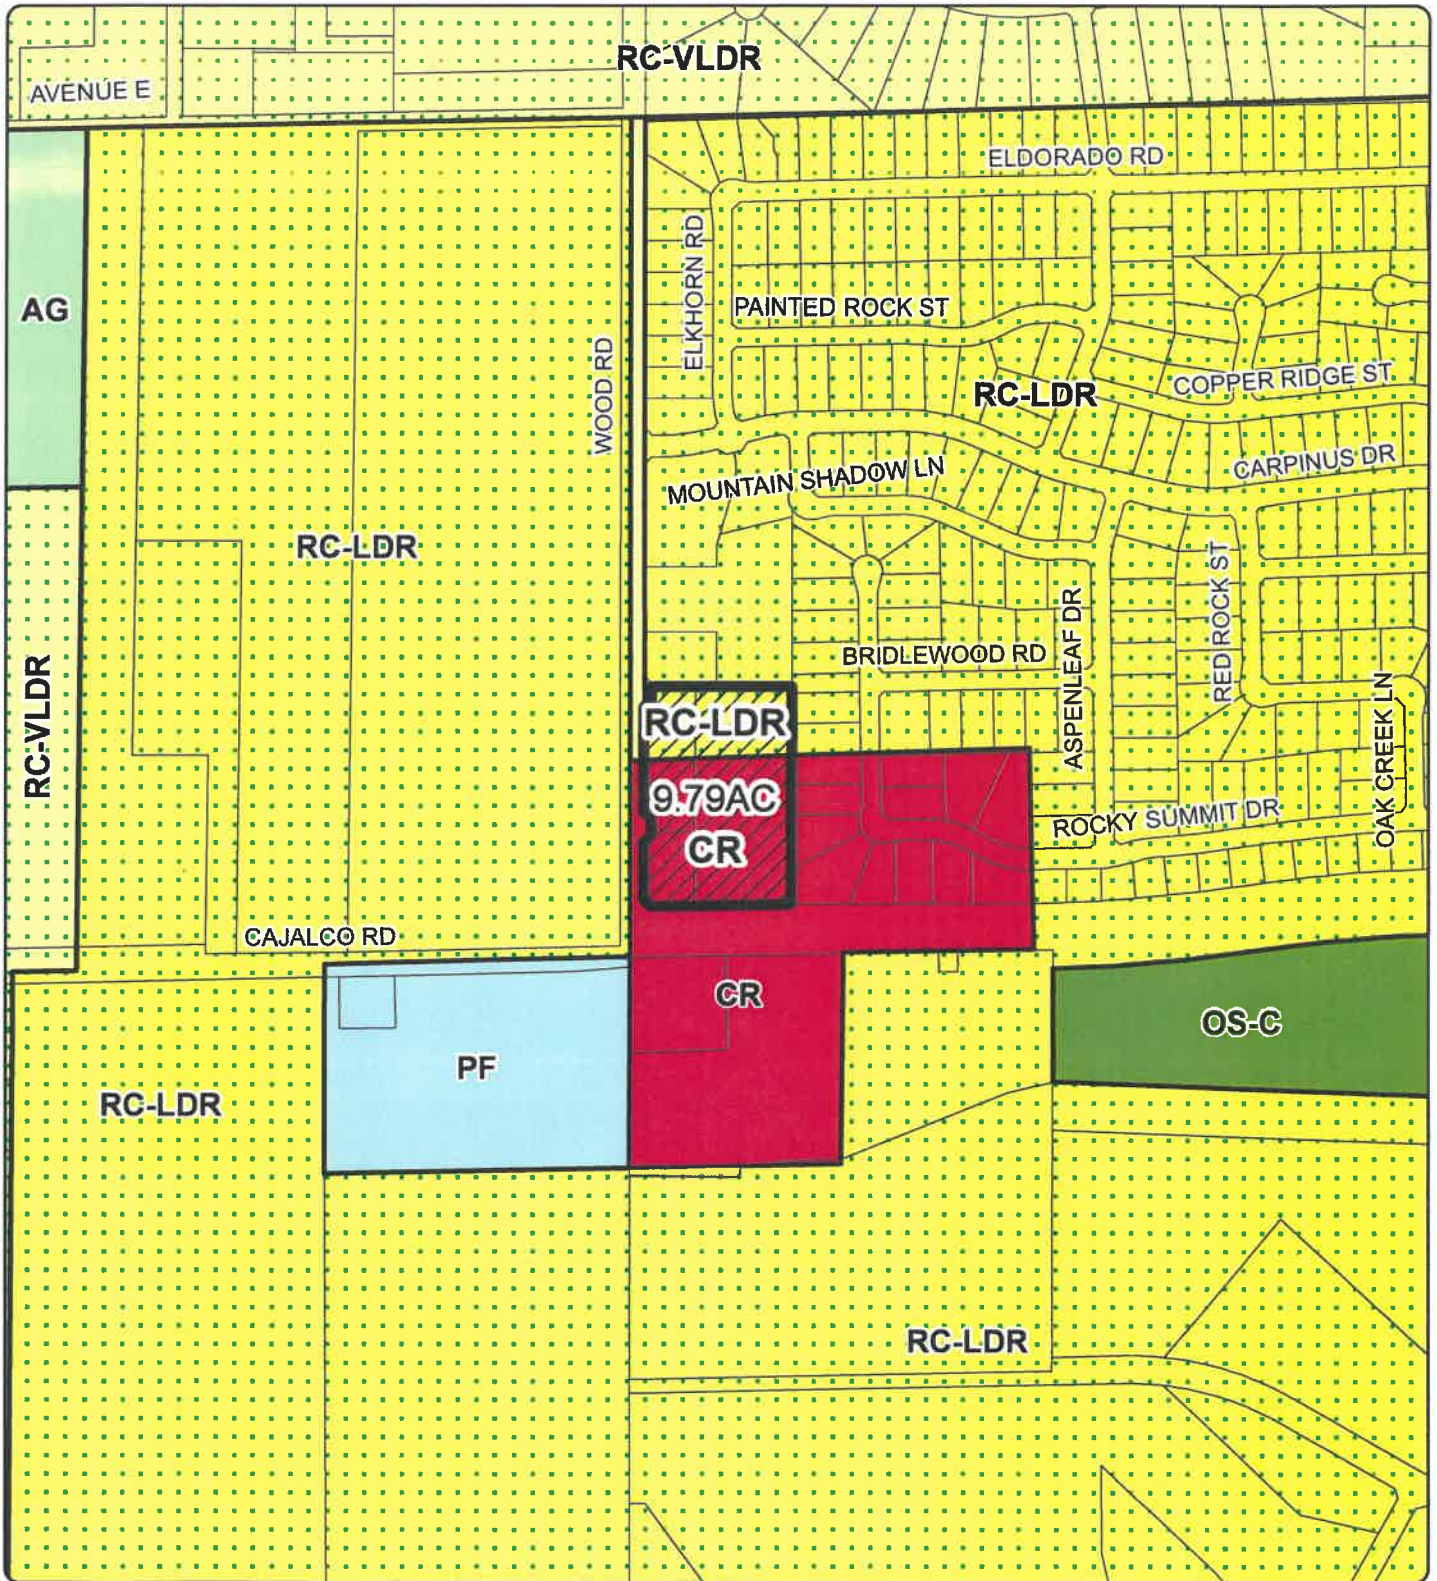 RC-VLDR
AVENUE E
ELDORADO RD
ELKHORN RD
AG
PAINTED ROCK ST
WOOD RD
RC-LDR
COPPER RIDGE ST
CARPINUS DR
MOUNTAIN SHADOW LN
RC-LDR
RED ROCK ST
ASPENLEAF DR
BRIDLEWOOD RD
RC-VLDR
OAK CREEK LN
RC-LDR
9.79AC
CR
ROCKY SUMMIT DR
CAJALCO RD
CR
OS-C
PF
RC-LDR
RC-LDR